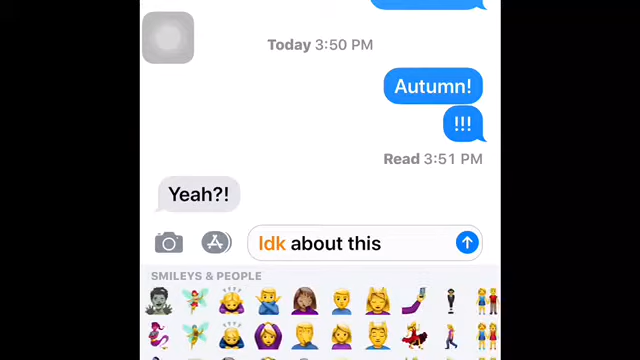 Today 3:50 PM
Autumn!
!!!
Read 3:51 PM
Yeah?!
Idk about this
SMILEYS & PEOPLE